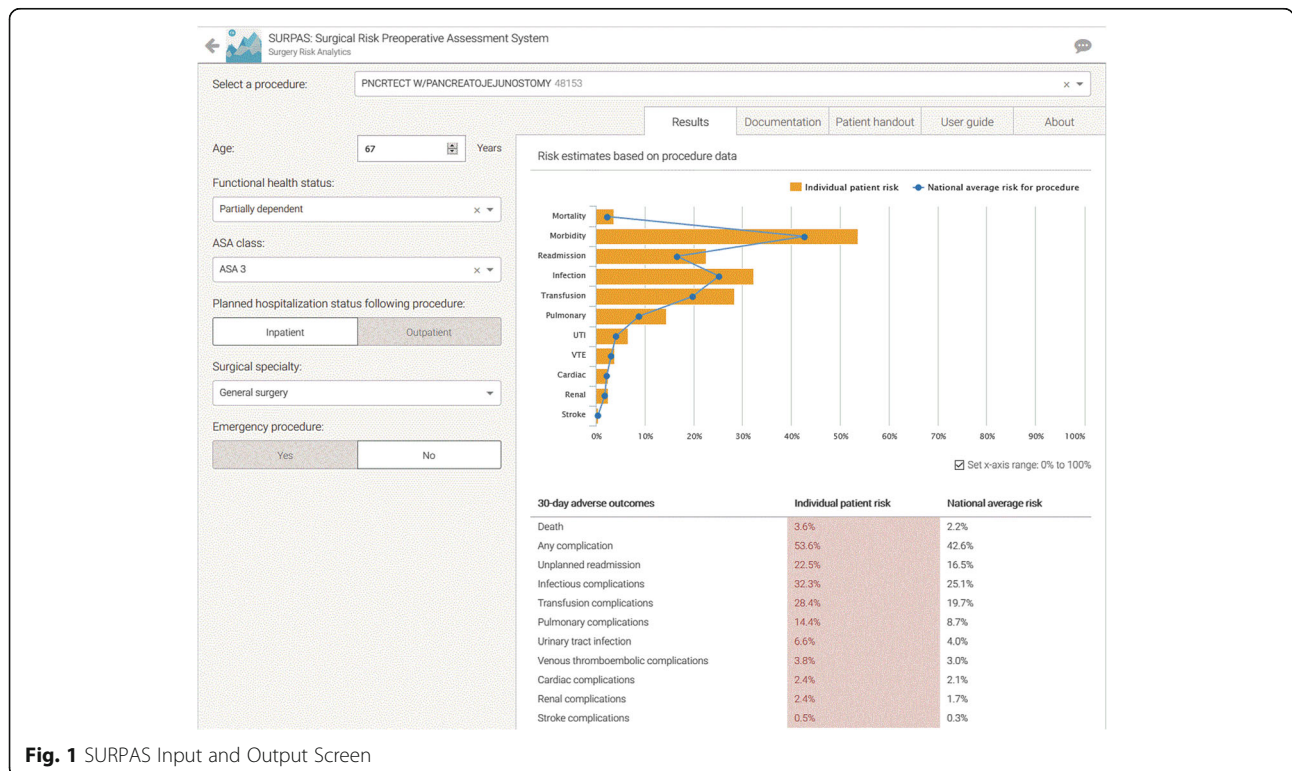 SURPAS: Surgical Risk Preoperative Assessment System
Surgery Risk Analytics
Select a procedure:
PNCRTECT W/PANCREATOJEJUNOSTOMY 48153
Results
Documentation
Patient handout
User guide
About
Age:
67
Years
Functional health status:
Partially dependent
ASA class:
ASA 3
Planned hospitalization status following procedure:
Inpatient
Outpatient
Surgical specialty:
General surgery
Emergency procedure:
Yes
No
Risk estimates based on procedure data
Individual patient risk
National average risk for procedure
Mortality
Morbidity
Readmission
Infection
Transfusion
Pulmonary
UTI
VTE
Cardiac
Renal
Stroke
0% 10% 20% 30% 40% 50% 60% 70% 80% 90% 100%
Set x-axis range: 0% to 100%
30-day adverse outcomes Individual patient risk National average risk
Death 3.6% 2.2%
Any complication 53.6% 42.6%
Unplanned readmission 22.5% 16.5%
Infectious complications 32.3% 25.1%
Transfusion complications 28.4% 19.7%
Pulmonary complications 14.4% 8.7%
Urinary tract infection 6.6% 4.0%
Venous thromboembolic complications 3.8% 3.0%
Cardiac complications 2.4% 2.1%
Renal complications 2.4% 1.7%
Stroke complications 0.5% 0.3%
Fig. 1 SURPAS Input and Output Screen